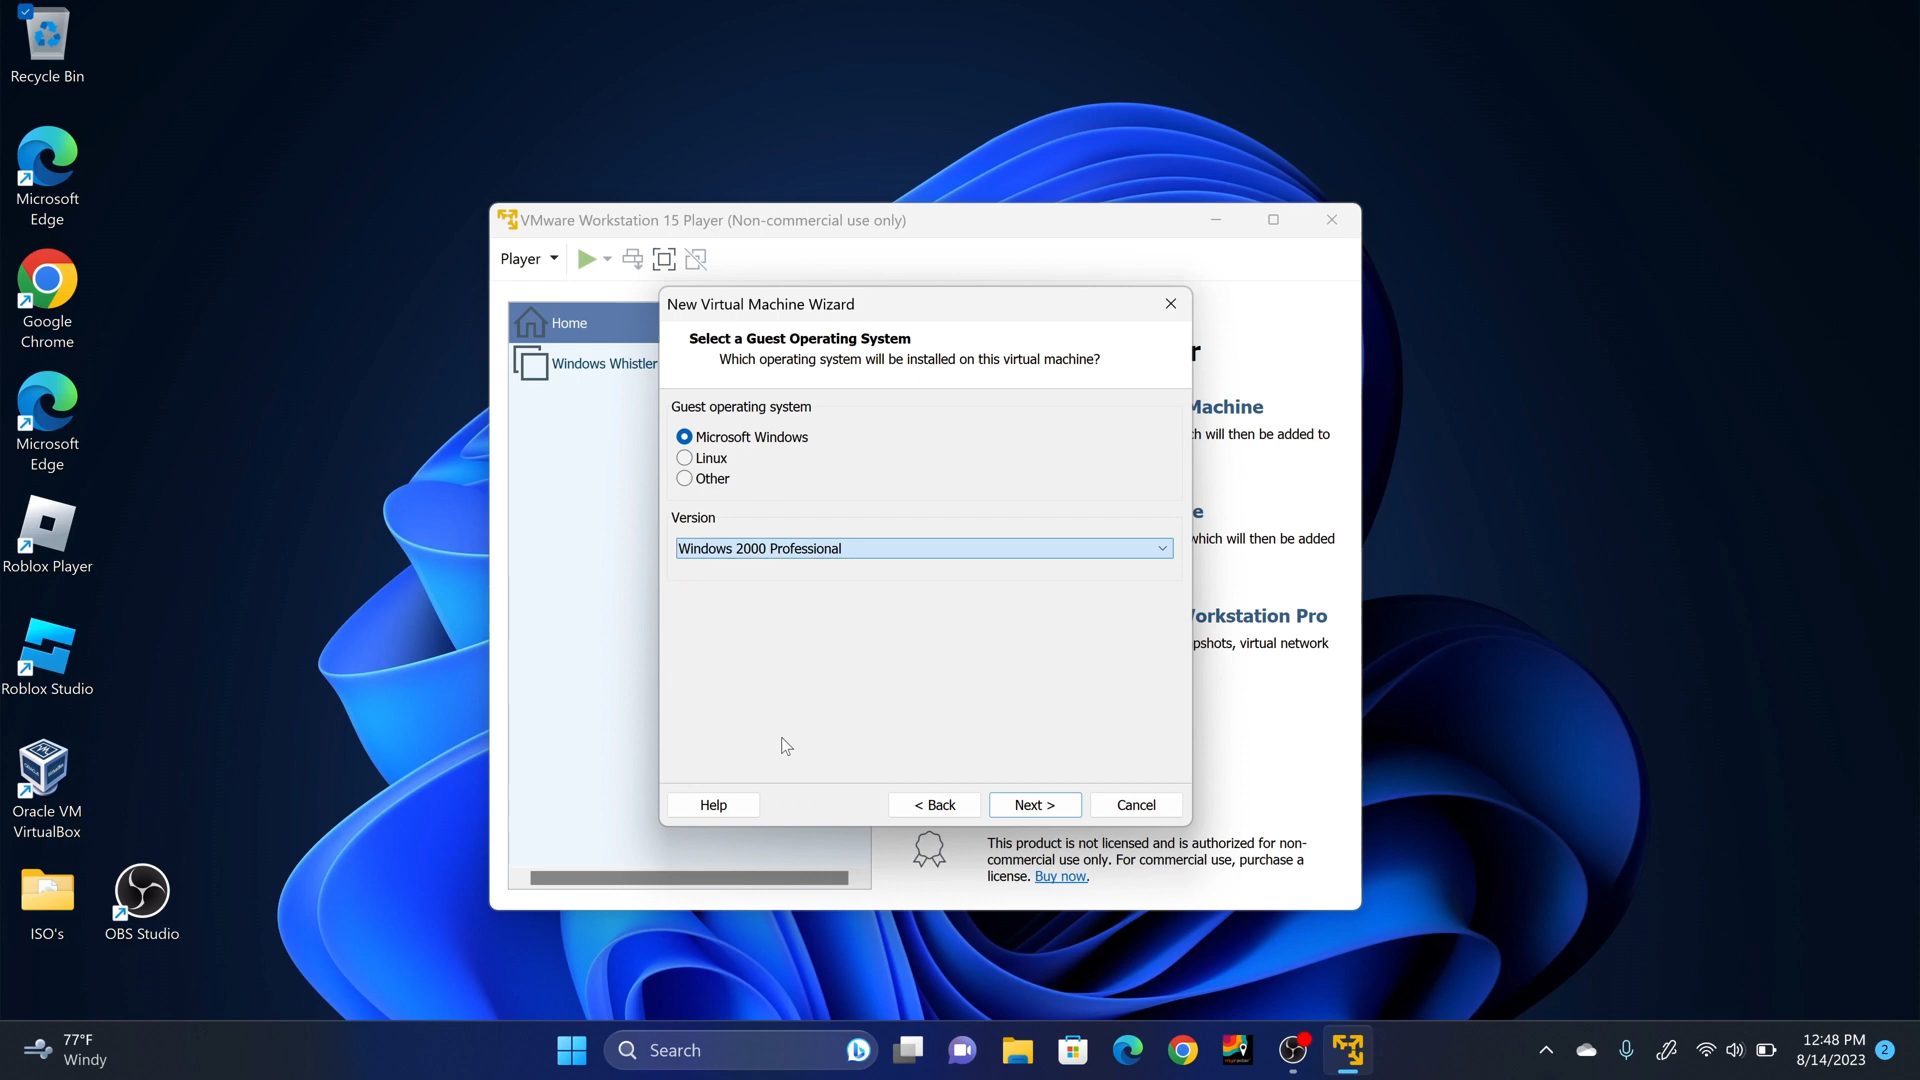 Recycle Bin
Microsoft
Edge
Google
Chrome
Microsoft
Edge
Roblox Player
Roblox Studio
Oracle VM
VirtualBox
ISO's
OBS Studio
VMware Workstation 15 Player (Non-commercial use only)
Player
Home
Windows Whistler
New Virtual Machine Wizard
Select a Guest Operating System
Which operating system will be installed on this virtual machine?
Guest operating system
Microsoft Windows
Linux
Other
Version
Windows 2000 Professional
Help
< Back
Next >
Cancel
r
Machine
ch will then be added to
e
which will then be added
Workstation Pro
pshots, virtual network
This product is not licensed and is authorized for non-
commercial use only. For commercial use, purchase a
license. Buy now.
77°F
Windy
Search
12:48 PM
8/14/2023
2